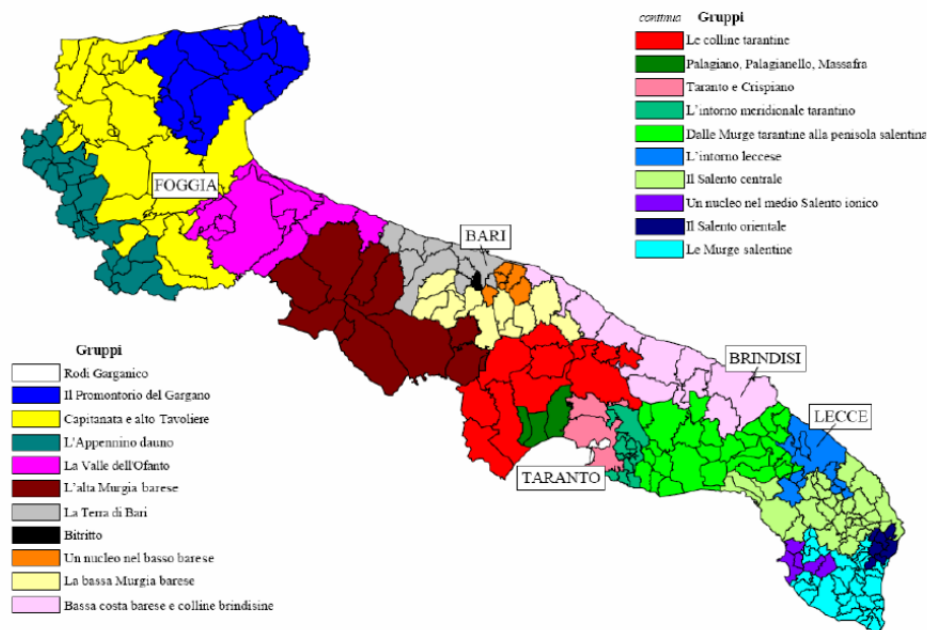 continua Gruppi
Le colline tarantine
Palagiano, Palagianello, Massafra
Taranto e Crispiano
L'intorno meridionale tarantino
Dalle Murge tarantine alla penisola salentina
L'intorno leccese
Il Salento centrale
Un nucleo nel medio Salento ionico
Il Salento orientale
Le Murge salentine
FOGGIA
BARI
BRINDISI
LECCE
TARANTO
Gruppi
Rodi Garganico
Il Promontorio del Gargano
Capitanata e alto Tavoliere
L'Appennino dauno
La Valle dell'Ofanto
L'alta Murgia barese
La Terra di Bari
Bitritto
Un nucleo nel basso barese
La bassa Murgia barese
Bassa costa barese e colline brindisine